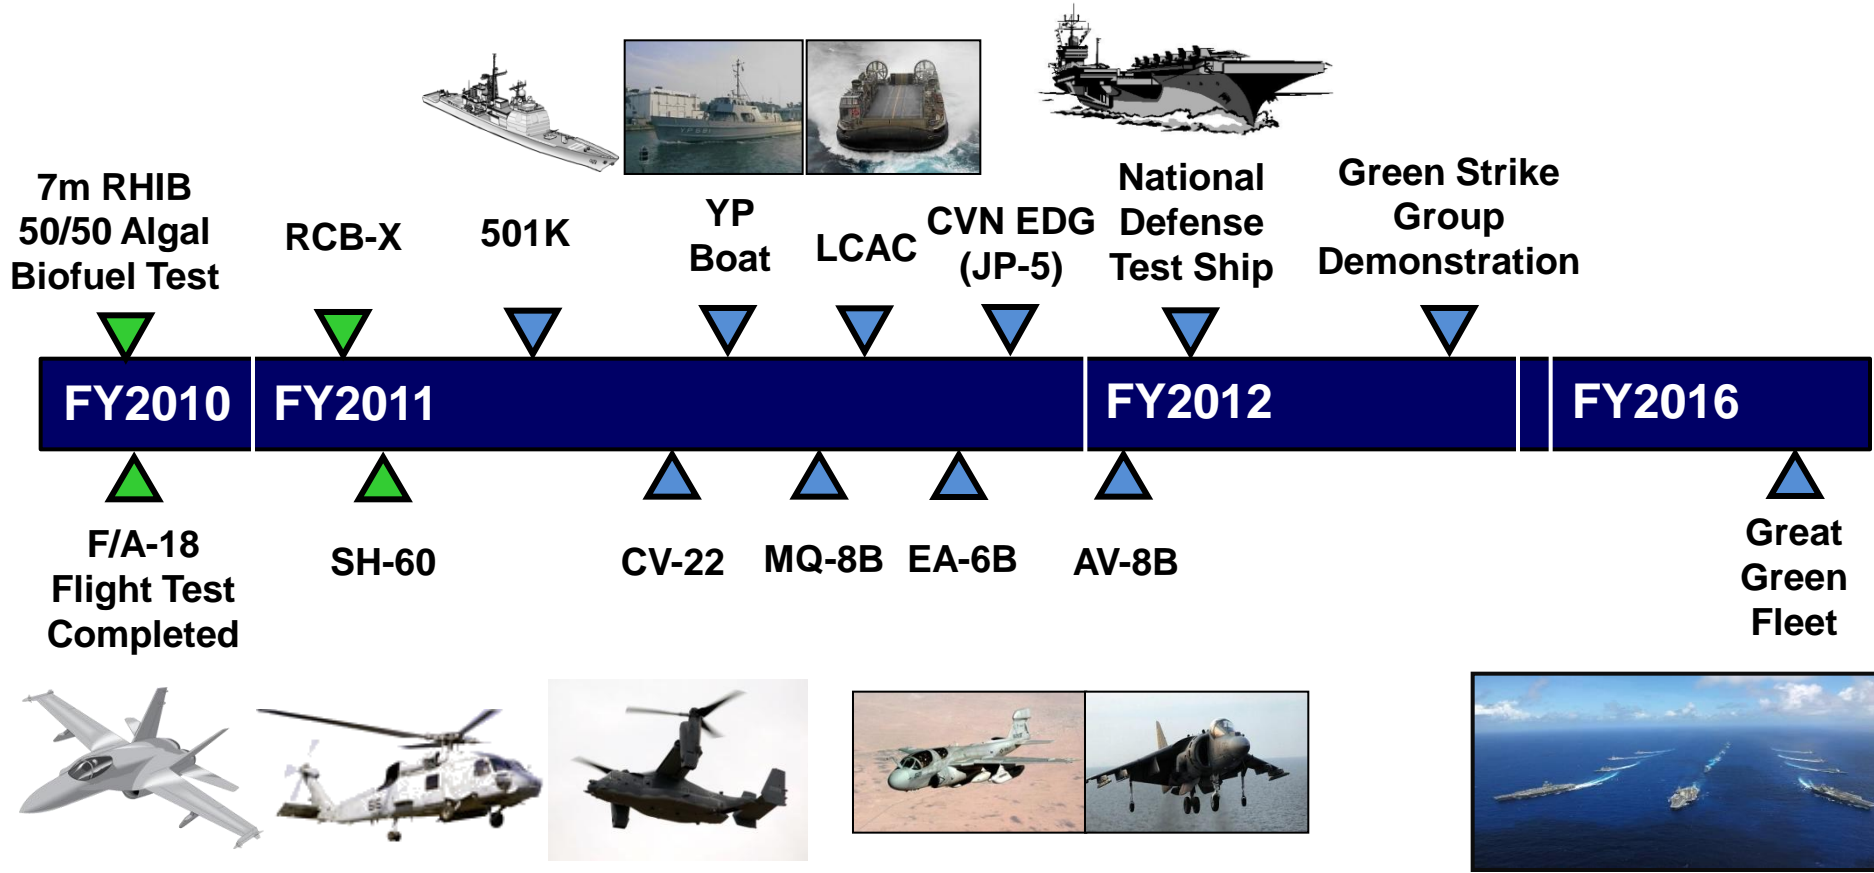 7m RHIB
50/50 Algal
Biofuel Test
RCB-X
501K
YP
Boat
LCAC
CVN EDG
(JP-5)
National
Defense
Test Ship
Green Strike
Group
Demonstration
YP 681
FY2010
FY2011
FY2012
FY2016
F/A-18
Flight Test
Completed
SH-60
CV-22
MQ-8B
EA-6B
AV-8B
Great
Green
Fleet